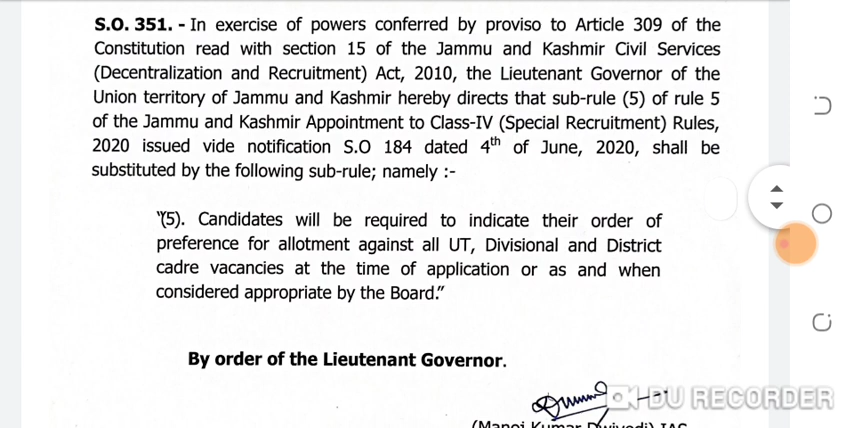 S.O. 351. - In exercise of powers conferred by proviso to Article 309 of the
Constitution read with section 15 of the Jammu and Kashmir Civil Services
(Decentralization and Recruitment) Act, 2010, the Lieutenant Governor of the
Union territory of Jammu and Kashmir hereby directs that sub-rule (5) of rule 5
of the Jammu and Kashmir Appointment to Class-IV (Special Recruitment) Rules,
2020 issued vide notification S.O 184 dated 4th of June, 2020, shall be
substituted by the following sub-rule; namely :-
"(5). Candidates will be required to indicate their order of
preference for allotment against all UT, Divisional and District
cadre vacancies at the time of application or as and when
considered appropriate by the Board."
By order of the Lieutenant Governor.
DU RECORDER
(Manoj Kumar Dwivedi) IAS